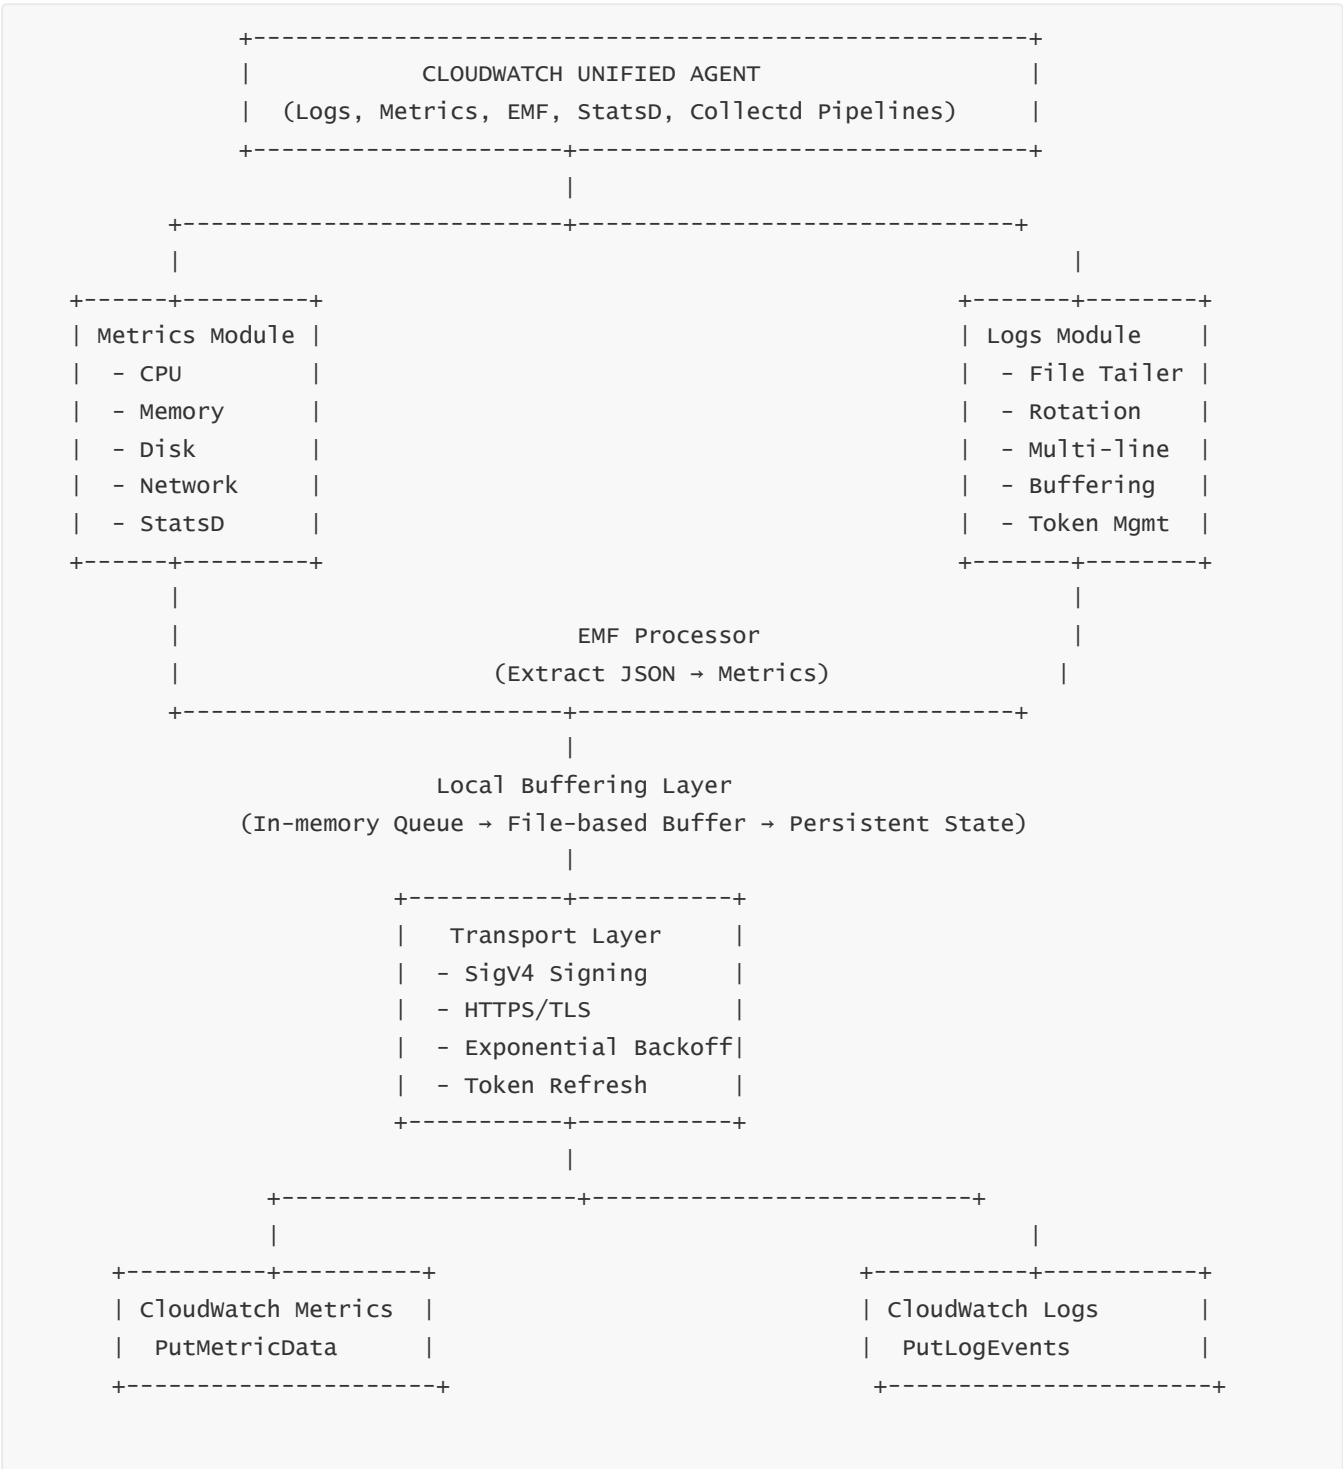 +------------------------------------------------------+
| CLOUDWATCH UNIFIED AGENT |
| (Logs, Metrics, EMF, StatsD, Collectd Pipelines) |
+----------------------+-------------------------------+
|
+---------------------------+------------------------------+
| |
+------+---------+ +-------+--------+
| Metrics Module | | Logs Module |
| - CPU | | - File Tailer |
| - Memory | | - Rotation |
| - Disk | | - Multi-line |
| - Network | | - Buffering |
| - StatsD | | - Token Mgmt |
+------+---------+ +-------+--------+
| |
| EMF Processor |
| (Extract JSON → Metrics) |
+---------------------------+------------------------------+
|
Local Buffering Layer
(In-memory Queue → File-based Buffer → Persistent State)
|
+-----------+-----------+
| Transport Layer |
| - SigV4 Signing |
| - HTTPS/TLS |
| - Exponential Backoff|
| - Token Refresh |
+-----------+-----------+
|
+---------------------+--------------------------+
| |
+----------+----------+ +-----------+-----------+
| CloudWatch Metrics | | CloudWatch Logs |
| PutMetricData | | PutLogEvents |
+----------------------+ +-----------------------+